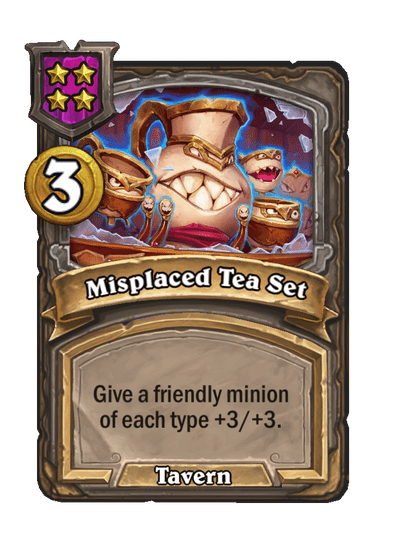 3
Misplaced Tea Set
Give a friendly minion
of each type +3/+3.
Tavern